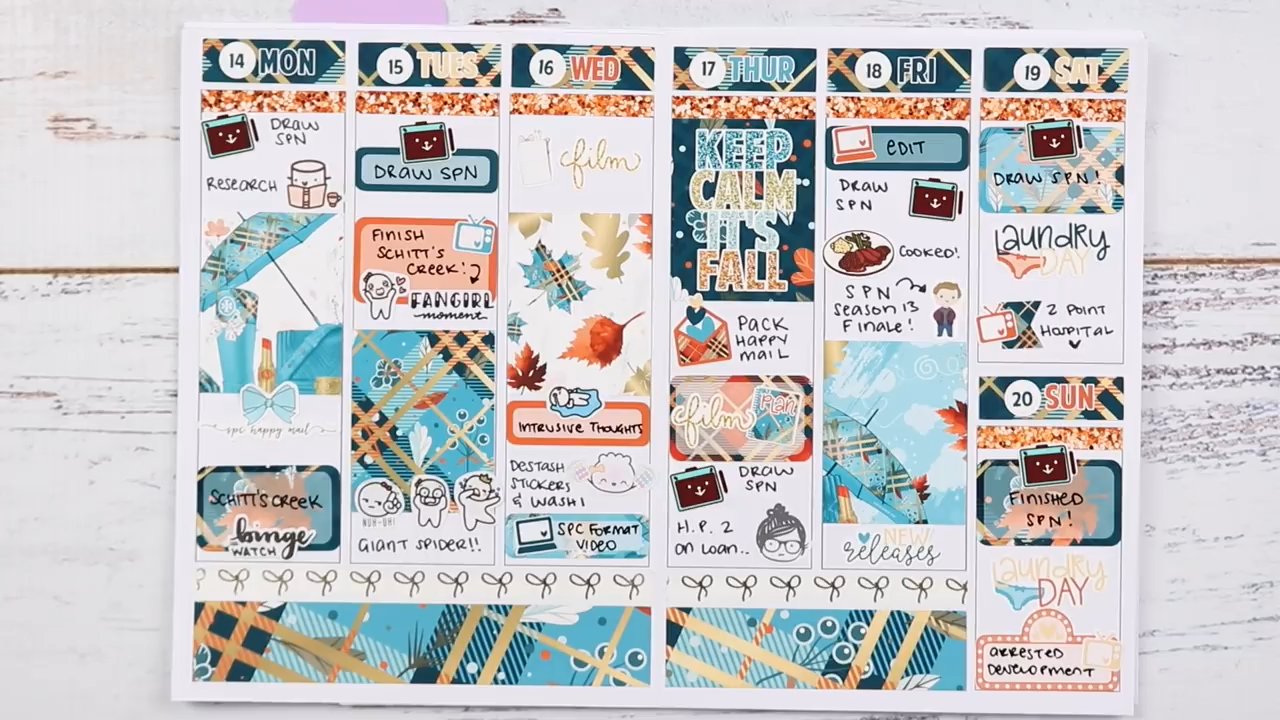 14 MON
DRAW
SPN
RESEARCH
spc happy mail
SCHITT'S CREEK
binge
WATCH
15 TUES
DRAW SPN
FINISH
SCHITT'S
CREEK!
FANGIRL
moment
NUH-UH!
GIANT SPIDER!!
16 WED
film
INTRUSIVE THOUGHTS
DESTASH
STICKERS
& WASHI
SPC FORMAT
VIDEO
17 THUR
KEEP
CALM
IT'S
FALL
PACK
HAPPY
MAIL
film
PLAN
DRAW
SPN
H.P. 2
ON LOAN..
18 FRI
EDIT
DRAW
SPN
COOKED!
SPN
SEASON 13
FINALE!
NEW
releases
19 SAT
DRAW SPN!
Laundry
DAY
2 POINT
HOSPITAL
20 SUN
FINISHED
SPN!
Laundry
DAY
ARRESTED
DEVELOPMENT